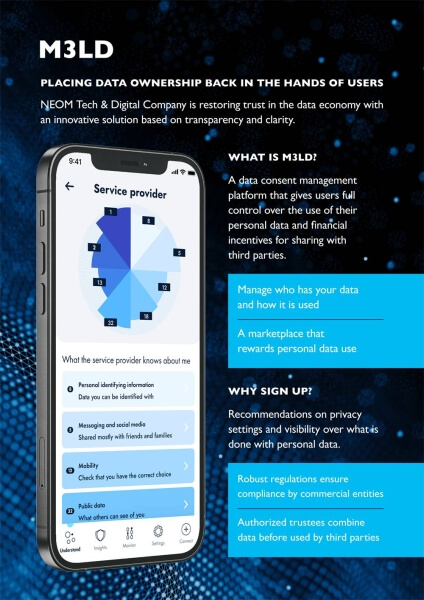 M3LD
PLACING DATA OWNERSHIP BACK IN THE HANDS OF USERS
NEOM Tech & Digital Company is restoring trust in the data economy with
an innovative solution based on transparency and clarity.
9:41
Service provider
1
8
2
5
13
12
32
18
What the service provider knows about me
Personal identifying information
Data you can be identified with
Messaging and social media
Shared mostly with friends and families
Mobility
Check that you have the correct choice
Public data
What others can see of you
Understand
Insights
Monitor
Settings
Connect
WHAT IS M3LD?
A data consent management
platform that gives users full
control over the use of their
personal data and financial
incentives for sharing with
third parties.
Manage who has your data
and how it is used
A marketplace that
rewards personal data use
WHY SIGN UP?
Recommendations on privacy
settings and visibility over what is
done with personal data.
Robust regulations ensure
compliance by commercial entities
Authorized trustees combine
data before used by third parties